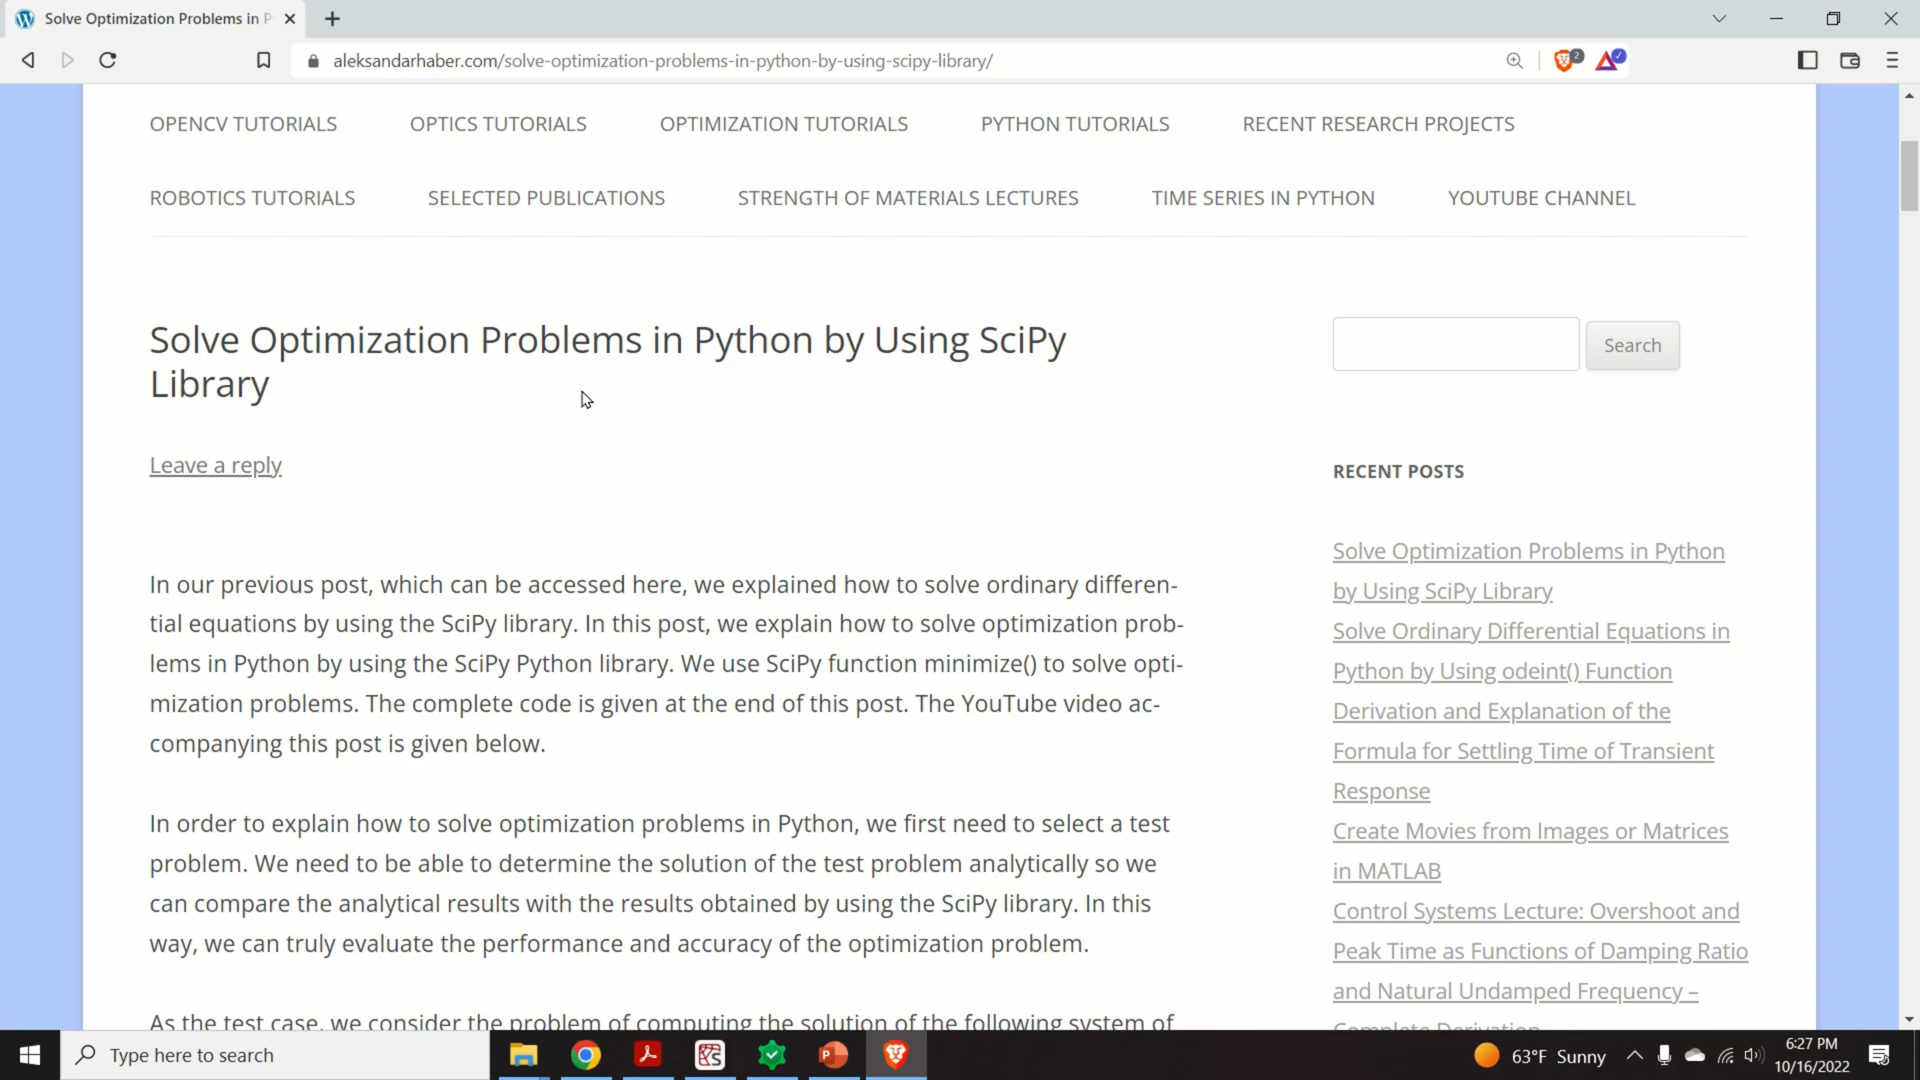 Solve Optimization Problems in P
aleksandarhaber.com/solve-optimization-problems-in-python-by-using-scipy-library/
2
OPENCV TUTORIALS OPTICS TUTORIALS OPTIMIZATION TUTORIALS PYTHON TUTORIALS RECENT RESEARCH PROJECTS
ROBOTICS TUTORIALS SELECTED PUBLICATIONS STRENGTH OF MATERIALS LECTURES TIME SERIES IN PYTHON YOUTUBE CHANNEL
Solve Optimization Problems in Python by Using SciPy
Library
Leave a reply
In our previous post, which can be accessed here, we explained how to solve ordinary differen-
tial equations by using the SciPy library. In this post, we explain how to solve optimization prob-
lems in Python by using the SciPy Python library. We use SciPy function minimize() to solve opti-
mization problems. The complete code is given at the end of this post. The YouTube video ac-
companying this post is given below.
In order to explain how to solve optimization problems in Python, we first need to select a test
problem. We need to be able to determine the solution of the test problem analytically so we
can compare the analytical results with the results obtained by using the SciPy library. In this
way, we can truly evaluate the performance and accuracy of the optimization problem.
As the test case, we consider the problem of computing the solution of the following system of
Search
RECENT POSTS
Solve Optimization Problems in Python
by Using SciPy Library
Solve Ordinary Differential Equations in
Python by Using odeint() Function
Derivation and Explanation of the
Formula for Settling Time of Transient
Response
Create Movies from Images or Matrices
in MATLAB
Control Systems Lecture: Overshoot and
Peak Time as Functions of Damping Ratio
and Natural Undamped Frequency –
Complete Derivation
Type here to search
63°F Sunny
6:27 PM
10/16/2022